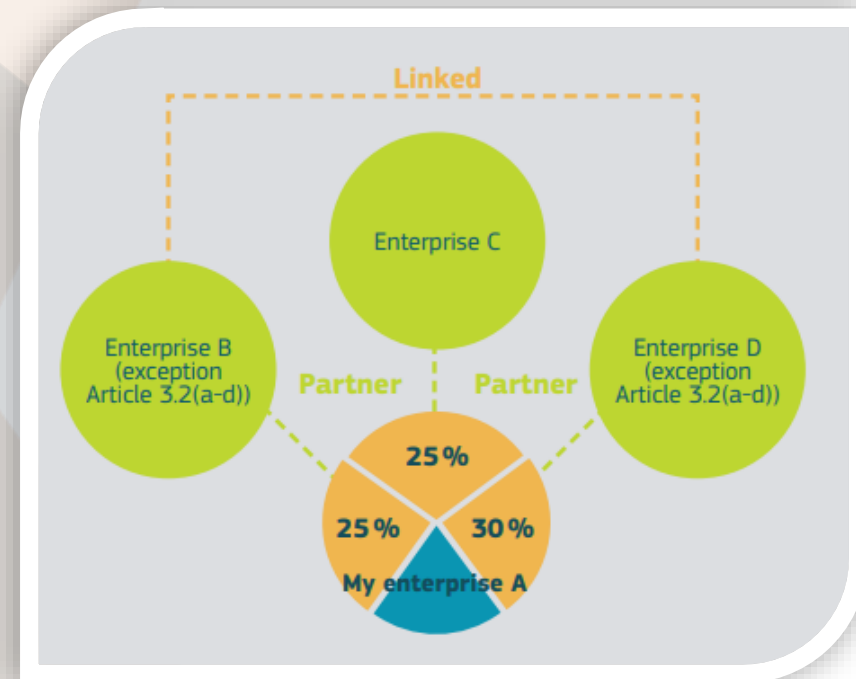 Linked
Enterprise C
Enterprise B
(exception
Article 3.2(a-d))
Enterprise D
(exception
Article 3.2(a-d))
Partner
Partner
25%
25%
30%
My enterprise A